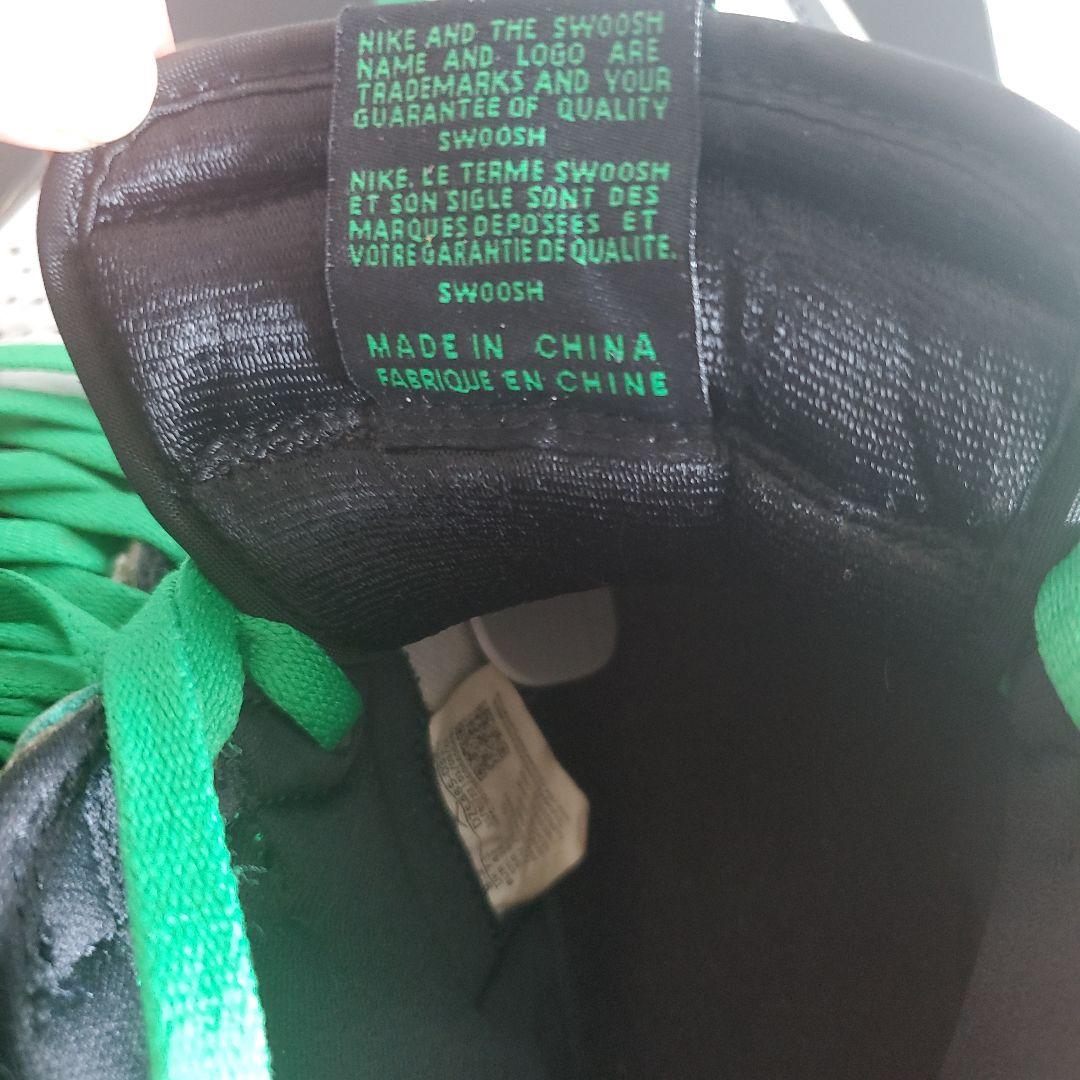 NIKE AND THE SWOOSH
NAME AND LOGO ARE
TRADEMARKS AND YOUR
GUARANTEE OF QUALITY
SWOOSH
NIKE. LE TERME SWOOSH
ET SON SIGLE SONT DES
MARQUES DEPOSEES ET
VOTRE GARANTIE DE QUALITE.
SWOOSH
MADE IN CHINA
FABRIQUE EN CHINE